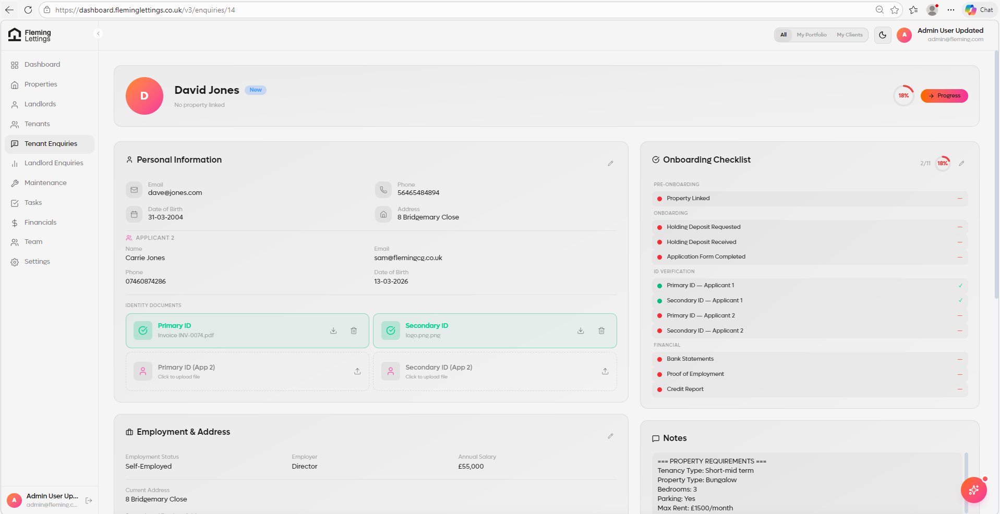 https://dashboard.fleminglettings.co.uk/v3/enquiries/14
Chat
Fleming
Lettings
All
My Portfolio
My Clients
A
Admin User Updated
admin@fleming.com
Dashboard
Properties
Landlords
Tenants
Tenant Enquiries
Landlord Enquiries
Maintenance
Tasks
Financials
Team
Settings
A
Admin User Up...
admin@fleming.c...
D
David Jones
New
No property linked
18%
Progress
Personal Information
Email
dave@jones.com
Phone
56465484894
Date of Birth
31-03-2004
Address
8 Bridgemary Close
APPLICANT 2
Name
Carrie Jones
Email
sam@flemingcg.co.uk
Phone
07460874286
Date of Birth
13-03-2026
IDENTITY DOCUMENTS
Primary ID
Invoice INV-0074.pdf
Secondary ID
logo.png.png
Primary ID (App 2)
Click to upload file
Secondary ID (App 2)
Click to upload file
Employment & Address
Employment Status
Self-Employed
Employer
Director
Annual Salary
£55,000
Current Address
8 Bridgemary Close
Onboarding Checklist
2/11
18%
PRE-ONBOARDING
Property Linked
ONBOARDING
Holding Deposit Requested
Holding Deposit Received
Application Form Completed
ID VERIFICATION
Primary ID — Applicant 1
Secondary ID — Applicant 1
Primary ID — Applicant 2
Secondary ID — Applicant 2
FINANCIAL
Bank Statements
Proof of Employment
Credit Report
Notes
=== PROPERTY REQUIREMENTS ===
Tenancy Type: Short-mid term
Property Type: Bungalow
Bedrooms: 3
Parking: Yes
Max Rent: £1500/month